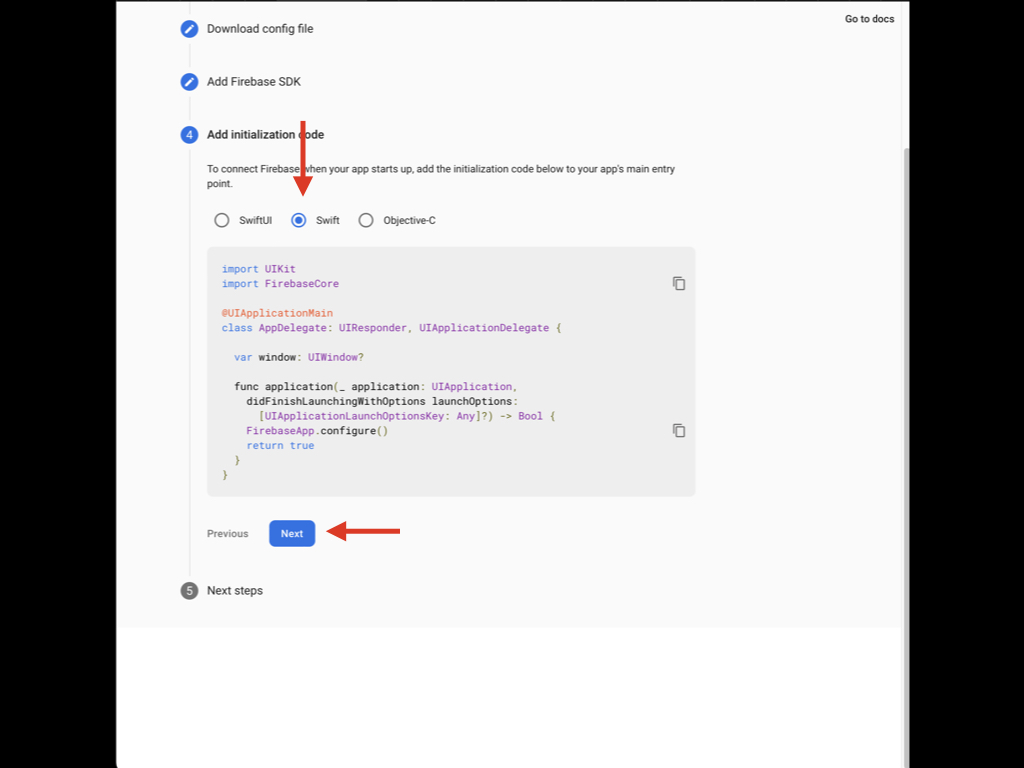 Go to docs
Download config file
Add Firebase SDK
4 Add initialization code
To connect Firebase when your app starts up, add the initialization code below to your app's main entry
point.
SwiftUI Swift Objective-C
import UIKit
import FirebaseCore
@UIApplicationMain
class AppDelegate: UIResponder, UIApplicationDelegate {
var window: UIWindow?
func application(_ application: UIApplication,
didFinishLaunchingWithOptions launchOptions:
[UIApplicationLaunchOptionsKey: Any]?) -> Bool {
FirebaseApp.configure()
return true
}
}
Previous Next
5 Next steps